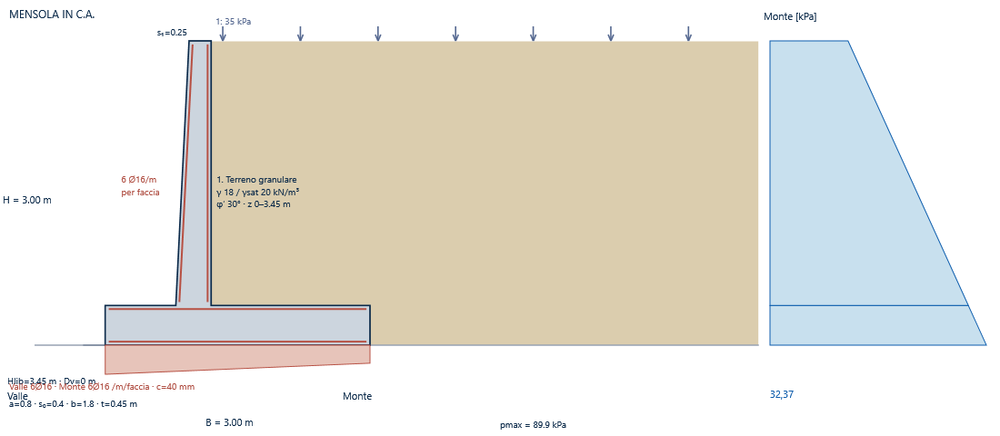 MENSOLA IN C.A.
1: 35 kPa
Monte [kPa]
s₁=0.25
6 Ø16/m
per faccia
1. Terreno granulare
γ 18 / γsat 20 kN/m³
φ′ 30° · z 0–3.45 m
H = 3.00 m
Hlib=3.45 m · Dv=0 m
Valle 6Ø16 · Monte 6Ø16 /m/faccia · c=40 mm
Valle
Monte
32,37
a=0.8 · s₀=0.4 · b=1.8 · t=0.45 m
B = 3.00 m
pmax = 89.9 kPa